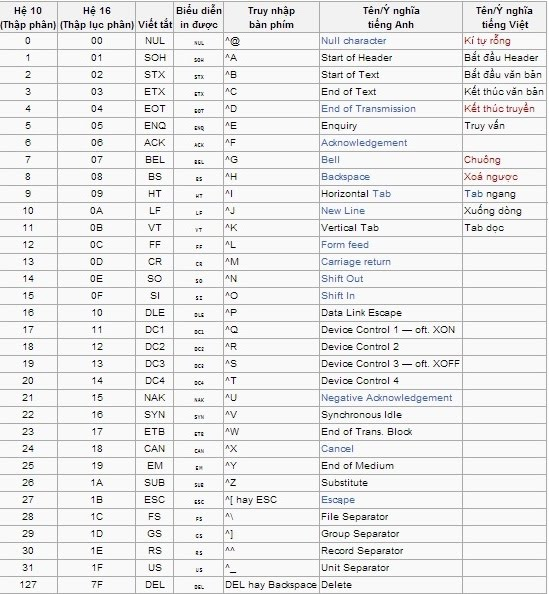 Hệ 10 Hệ 16 Viết tắt Biểu diễn Truy nhập Tên/Ý nghĩa Tên/Ý nghĩa
(Thập phân) (Thập lục phân) in được bàn phím tiếng Anh tiếng Việt
0 00 NUL NUL ^@ Null character Kí tự rỗng
1 01 SOH SOH ^A Start of Header Bắt đầu Header
2 02 STX STX ^B Start of Text Bắt đầu văn bản
3 03 ETX ETX ^C End of Text Kết thúc văn bản
4 04 EOT EOT ^D End of Transmission Kết thúc truyền
5 05 ENQ ENQ ^E Enquiry Truy vấn
6 06 ACK ACK ^F Acknowledgement
7 07 BEL BEL ^G Bell Chuông
8 08 BS BS ^H Backspace Xoá ngược
9 09 HT HT ^I Horizontal Tab Tab ngang
10 0A LF LF ^J New Line Xuống dòng
11 0B VT VT ^K Vertical Tab Tab dọc
12 0C FF FF ^L Form feed
13 0D CR CR ^M Carriage return
14 0E SO SO ^N Shift Out
15 0F SI SI ^O Shift In
16 10 DLE DLE ^P Data Link Escape
17 11 DC1 DC1 ^Q Device Control 1 — oft. XON
18 12 DC2 DC2 ^R Device Control 2
19 13 DC3 DC3 ^S Device Control 3 — oft. XOFF
20 14 DC4 DC4 ^T Device Control 4
21 15 NAK NAK ^U Negative Acknowledgement
22 16 SYN SYN ^V Synchronous Idle
23 17 ETB ETB ^W End of Trans. Block
24 18 CAN CAN ^X Cancel
25 19 EM EM ^Y End of Medium
26 1A SUB SUB ^Z Substitute
27 1B ESC ESC ^[ hay ESC Escape
28 1C FS FS ^\ File Separator
29 1D GS GS ^] Group Separator
30 1E RS RS ^^ Record Separator
31 1F US US ^_ Unit Separator
127 7F DEL DEL DEL hay Backspace Delete